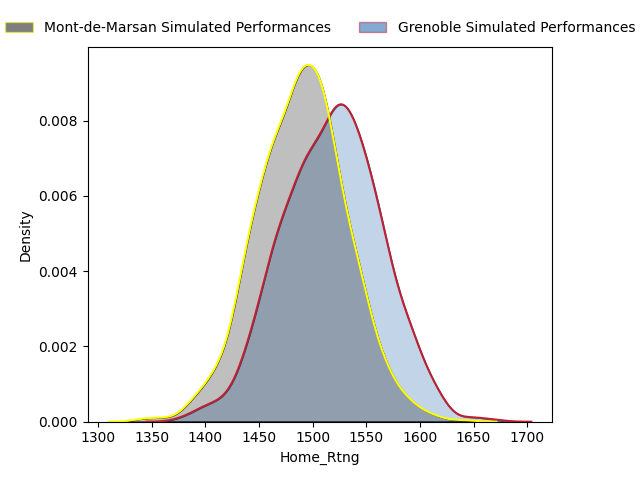 Mont-de-Marsan Simulated Performances
Grenoble Simulated Performances
Density
0.008
0.006
0.004
0.002
0.000
1300 1350 1400 1450 1500 1550 1600 1650 1700
Home_Rtng